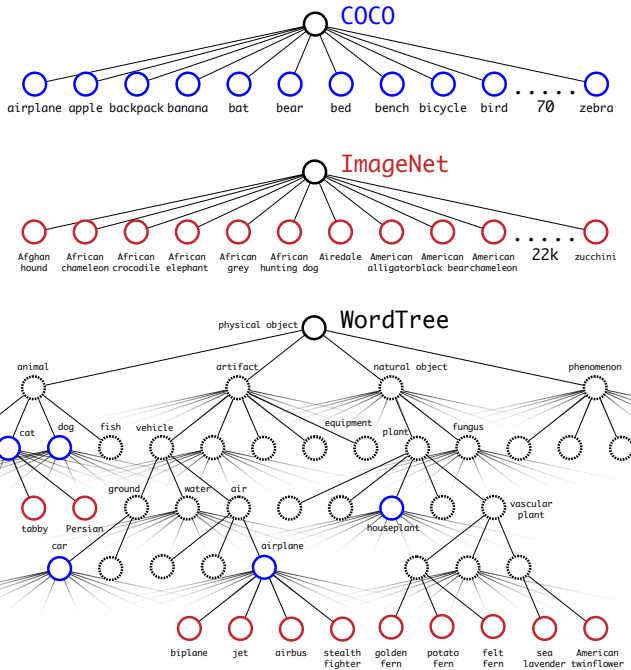 COCO
airplane apple backpack banana bat bear bed bench bicycle bird ..... 70 zebra
ImageNet
Afghan hound
African chameleon
African crocodile
African elephant
African grey
African hunting dog
Airedale
American alligator
American black bear
American chameleon
..... 22k
zucchini
WordTree
physical object
animal artifact natural object phenomenon
cat dog fish vehicle equipment plant fungus
ground water air
tabby Persian houseplant vascular plant
car airplane
biplane jet airbus
stealth fighter
golden fern
potato fern
felt fern
sea lavender
American twinflower